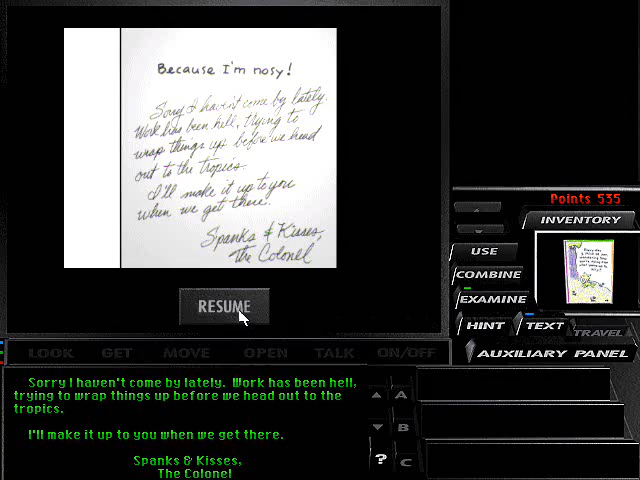 Because I'm nosy!
Sorry I haven't come by lately.
Work has been hell, trying to
wrap things up before we head
out to the tropics.
I'll make it up to you
when we get there.
Spanks & Kisses,
The Colonel
RESUME
Points 535
INVENTORY
USE
COMBINE
EXAMINE
HINT TEXT TRAVEL
AUXILIARY PANEL
LOOK GET MOVE OPEN TALK ON/OFF
Sorry I haven't come by lately. Work has been hell,
trying to wrap things up before we head out to the
tropics.
I'll make it up to you when we get there.
Spanks & Kisses,
The Colonel
A
B
? C